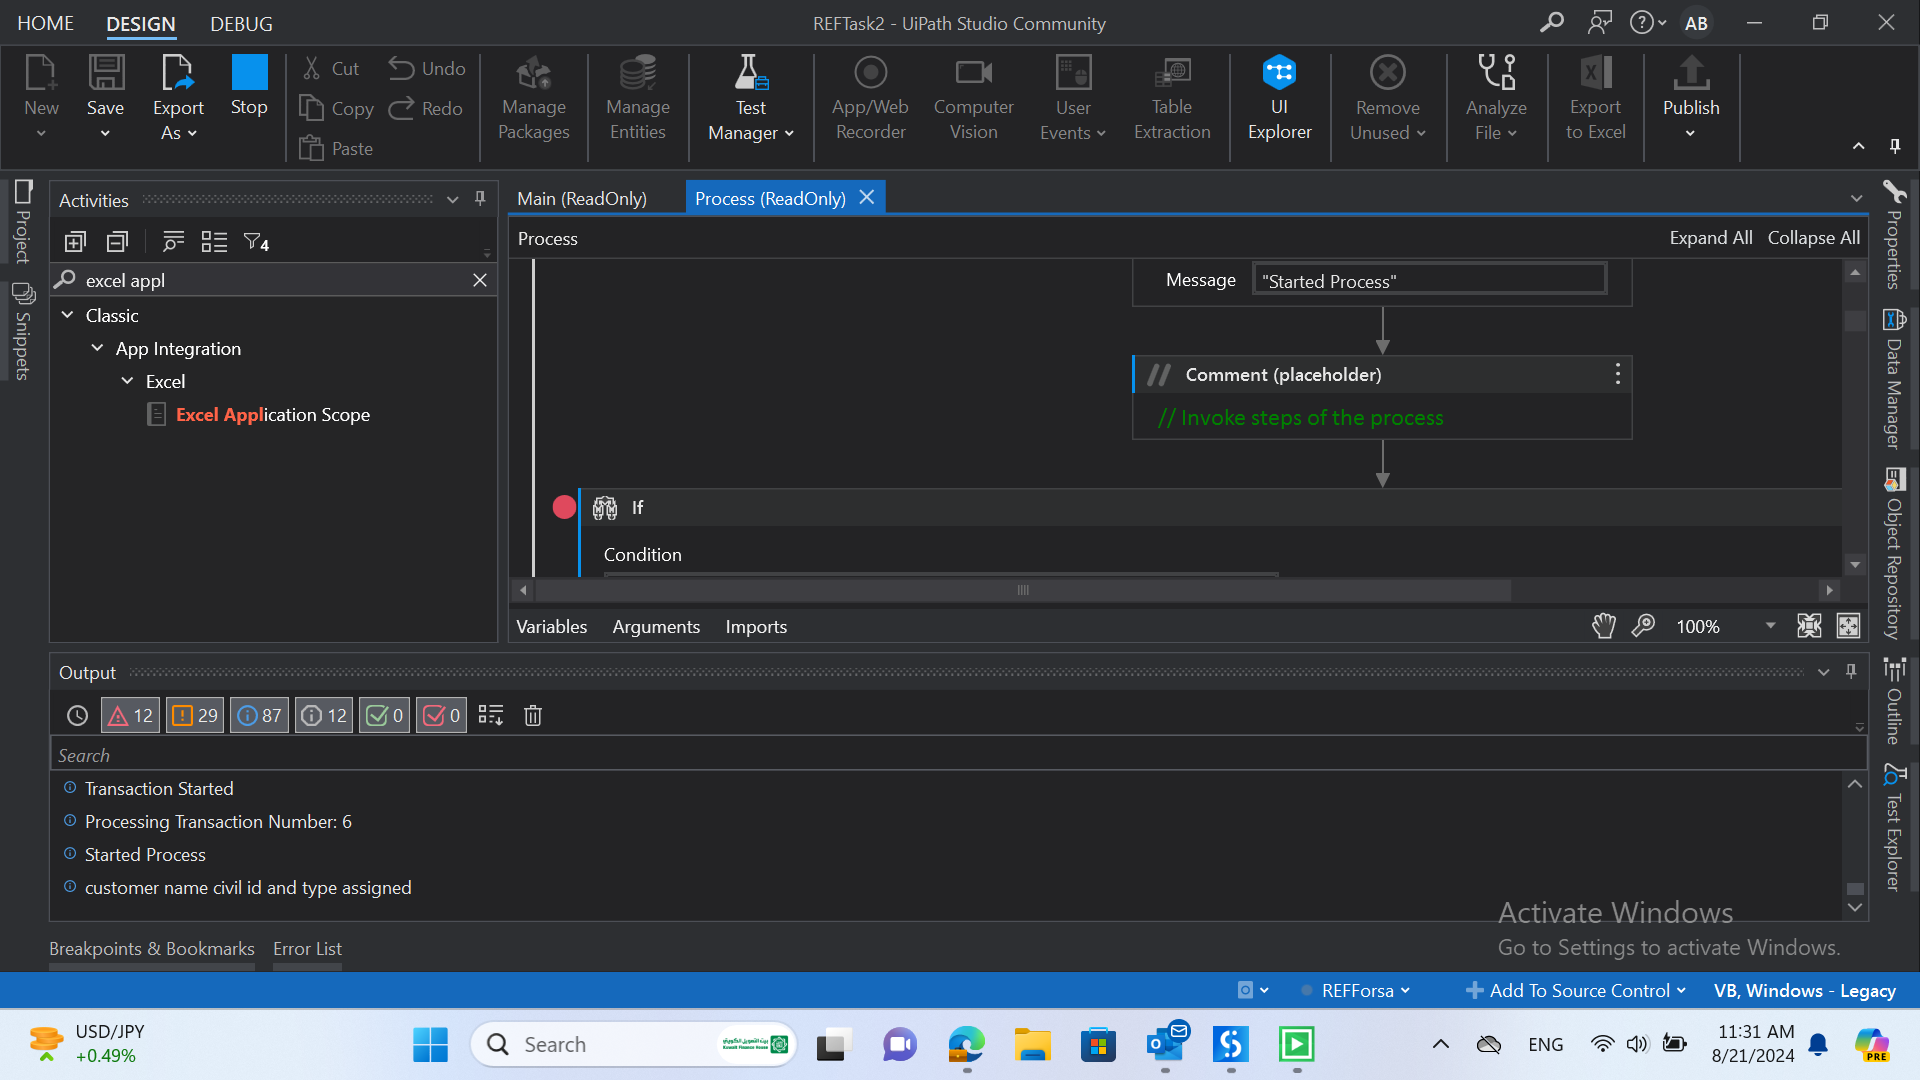 HOME DESIGN DEBUG REFTask2 - UiPath Studio Community AB
New Save Export As Stop Cut Copy Paste Undo Redo Manage Packages Manage Entities Test Manager App/Web Recorder Computer Vision User Events Table Extraction UI Explorer Remove Unused Analyze File Export to Excel Publish
Project
Snippets
Activities
4
excel appl
Classic
App Integration
Excel
Excel Application Scope
Main (ReadOnly) Process (ReadOnly)
Process Expand All Collapse All
Message "Started Process"
Comment (placeholder)
// Invoke steps of the process
If
Condition
Variables Arguments Imports 100%
Properties
Data Manager
Object Repository
Outline
Test Explorer
Output
12 29 87 12 0 0
Search
Transaction Started
Processing Transaction Number: 6
Started Process
customer name civil id and type assigned
Activate Windows
Go to Settings to activate Windows.
Breakpoints & Bookmarks Error List
REFForsa Add To Source Control VB, Windows - Legacy
USD/JPY
+0.49%
Search
ENG
11:31 AM
8/21/2024
PRE